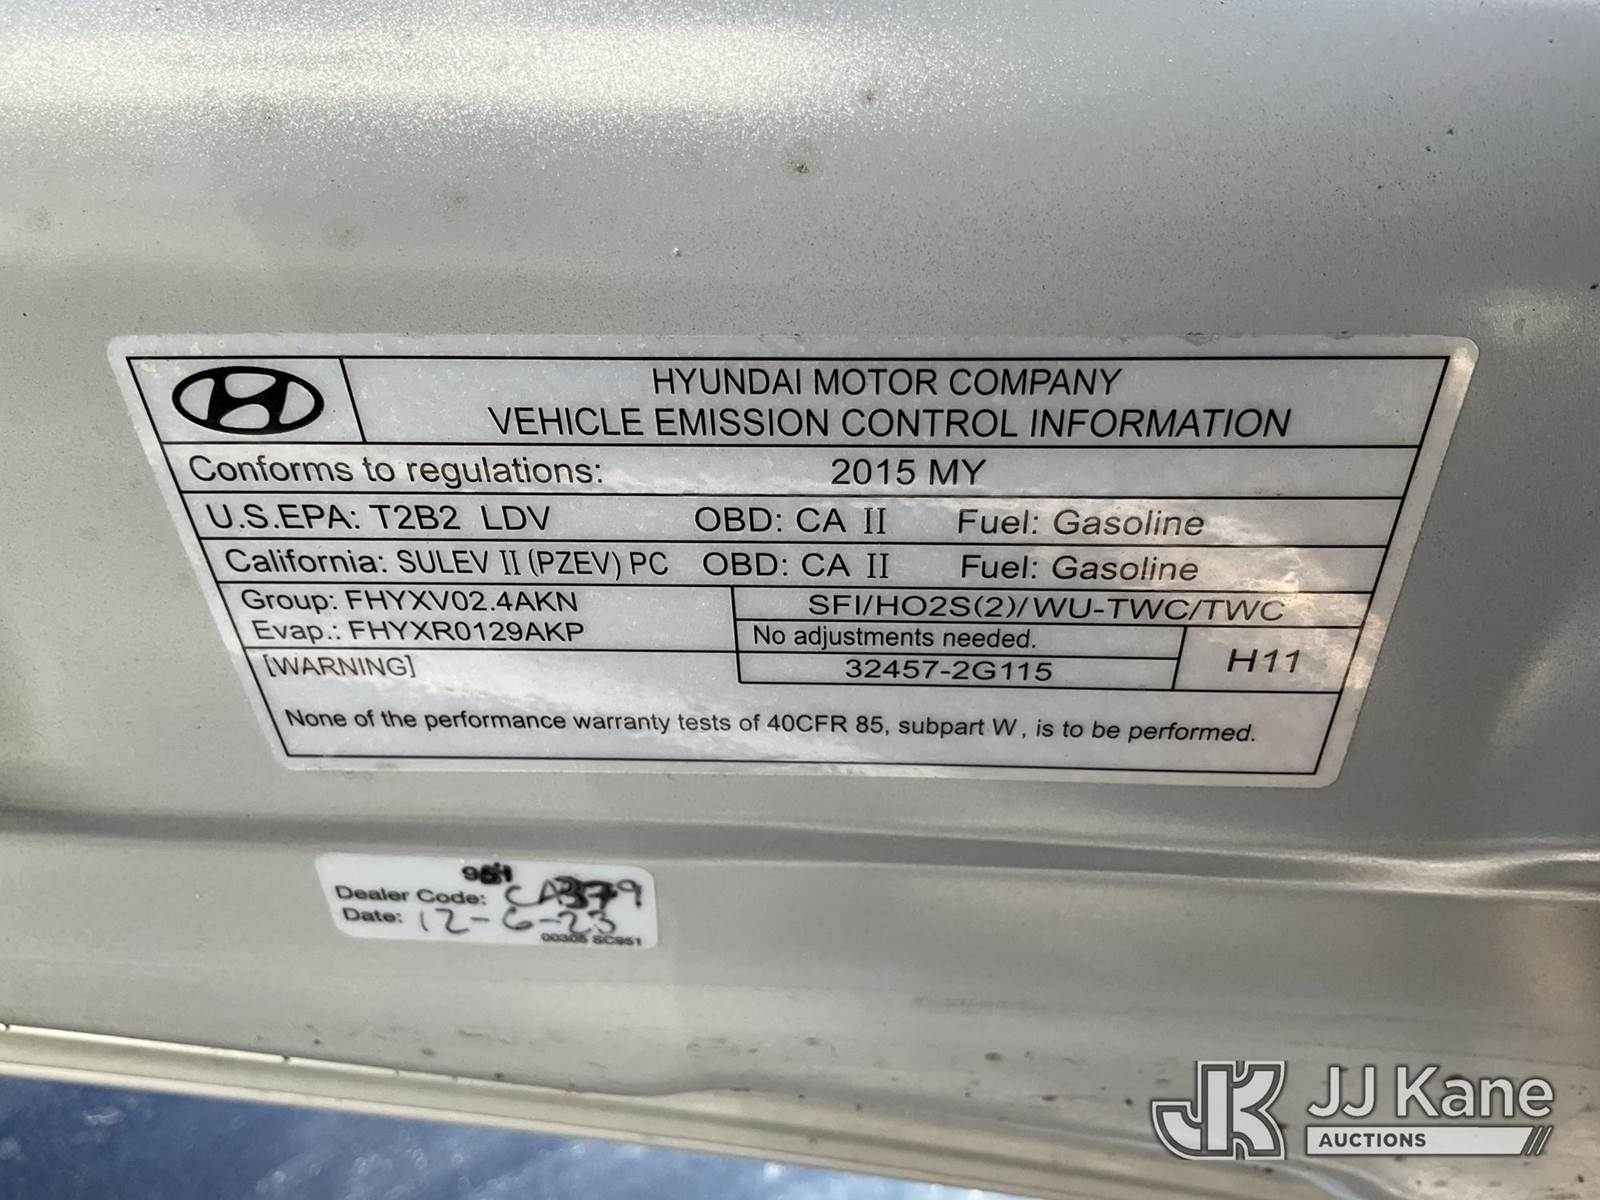 HYUNDAI MOTOR COMPANY
VEHICLE EMISSION CONTROL INFORMATION
Conforms to regulations: 2015 MY
U.S.EPA: T2B2 LDV OBD: CA II Fuel: Gasoline
California: SULEV II (PZEV) PC OBD: CA II Fuel: Gasoline
Group: FHYXV02.4AKN
Evap.: FHYXR0129AKP
SFI/HO2S(2)/WU-TWC/TWC
No adjustments needed.
32457-2G115
H11
[WARNING]
None of the performance warranty tests of 40CFR 85, subpart W, is to be performed.
Dealer Code: CA379
Date: 12-6-23
00305 SC951
JJ Kane
AUCTIONS